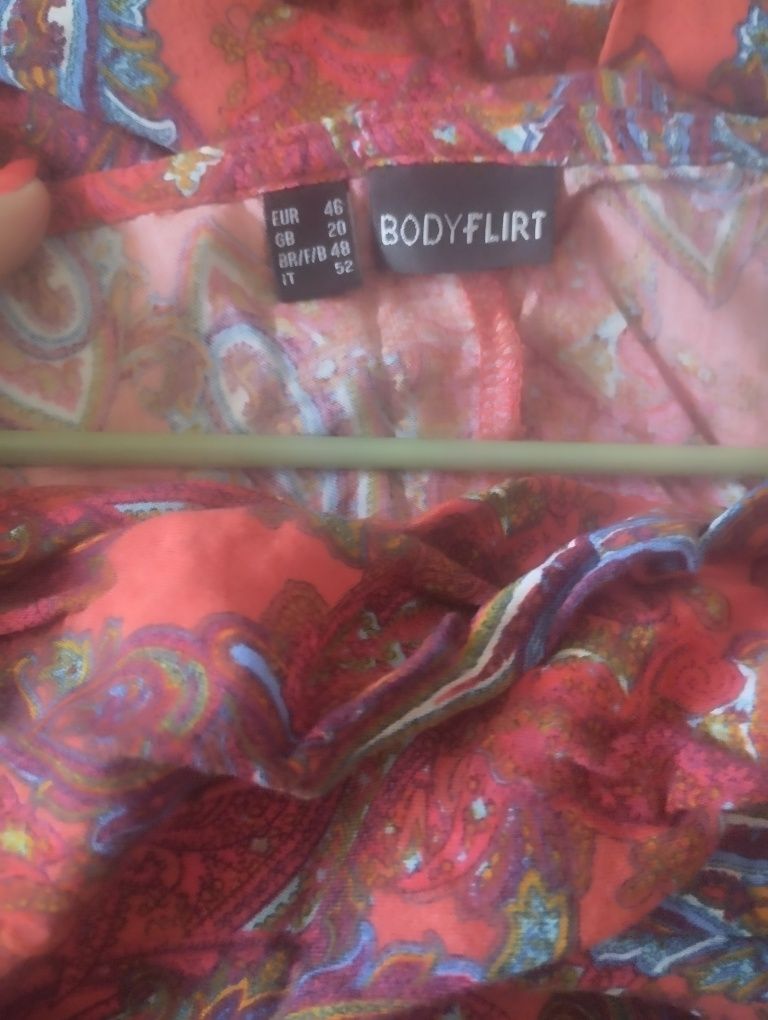 EUR 46
GB 20
BR/F/B 48
IT 52
BODYFLIRT